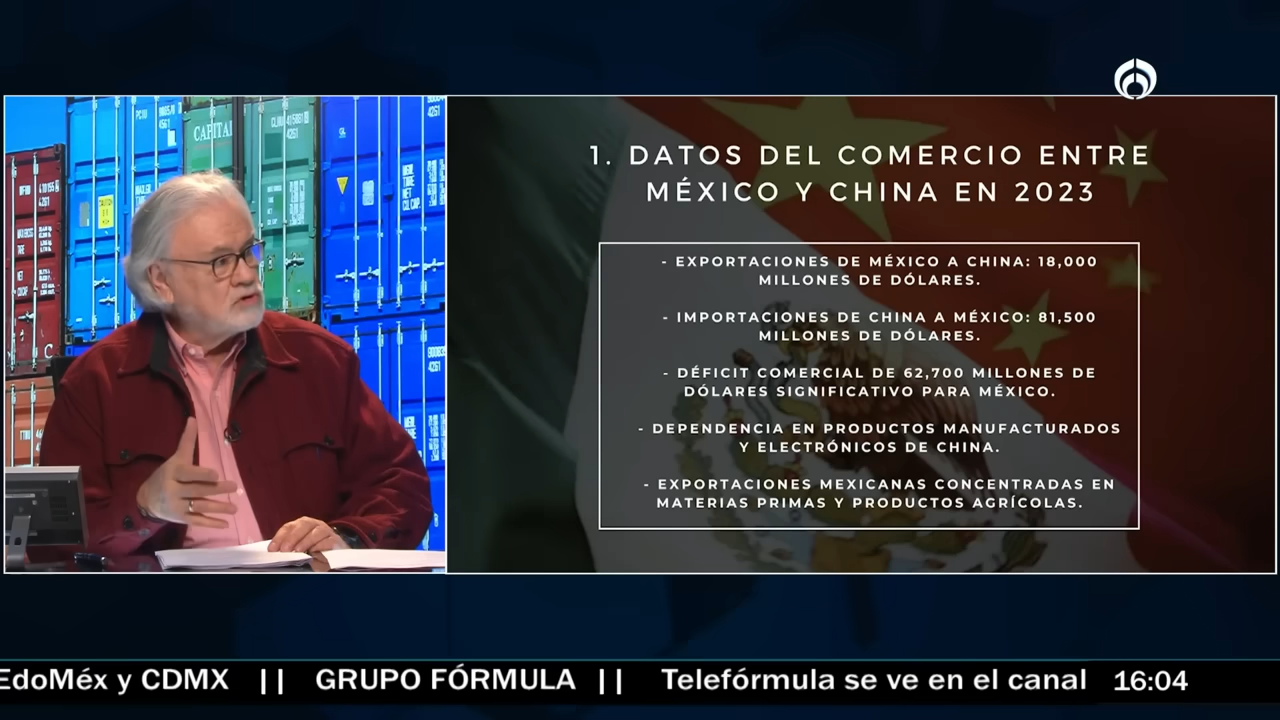 1. DATOS DEL COMERCIO ENTRE
MÉXICO Y CHINA EN 2023
- EXPORTACIONES DE MÉXICO A CHINA: 18,000
MILLONES DE DÓLARES.
- IMPORTACIONES DE CHINA A MÉXICO: 81,500
MILLONES DE DÓLARES.
- DÉFICIT COMERCIAL DE 62,700 MILLONES DE
DÓLARES SIGNIFICATIVO PARA MÉXICO.
- DEPENDENCIA EN PRODUCTOS MANUFACTURADOS
Y ELECTRÓNICOS DE CHINA.
- EXPORTACIONES MEXICANAS CONCENTRADAS EN
MATERIAS PRIMAS Y PRODUCTOS AGRÍCOLAS.
EdoMéx y CDMX || GRUPO FÓRMULA || Telefórmula se ve en el canal 16:04